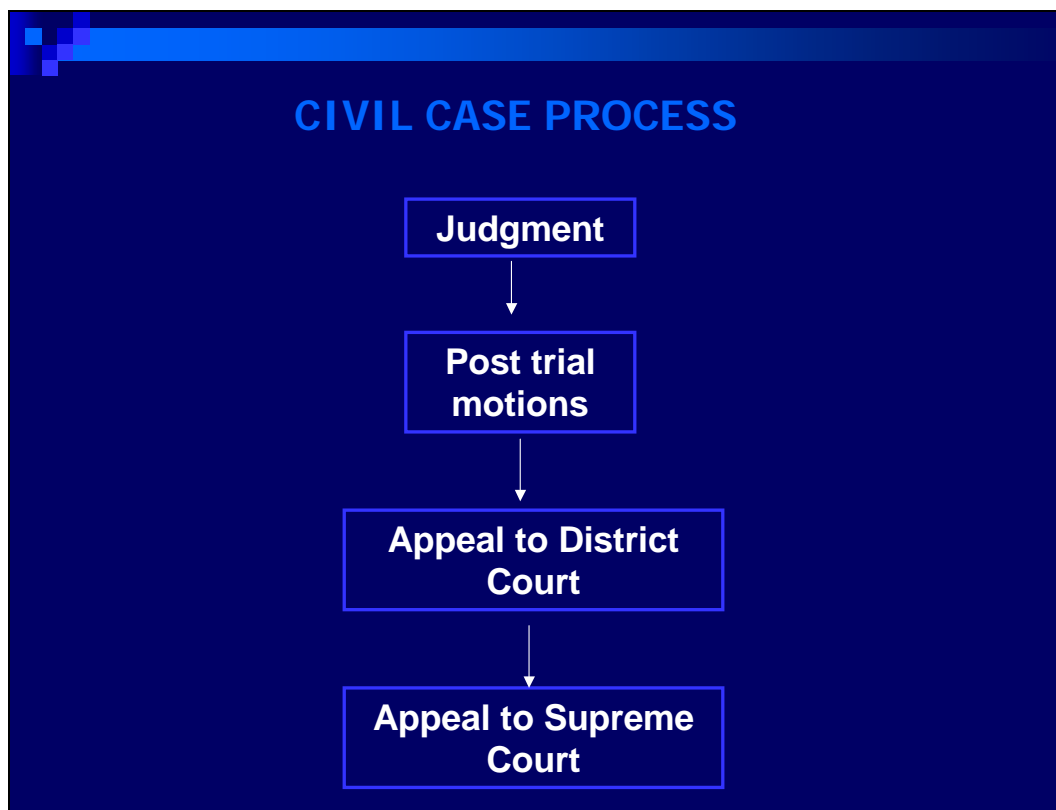 CIVIL CASE PROCESS
Judgment
Post trial
motions
Appeal to District
Court
Appeal to Supreme
Court